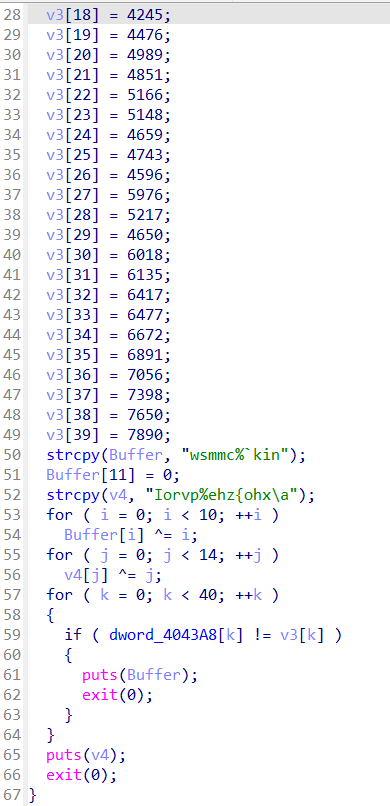 28 v3[18] = 4245;
29 v3[19] = 4476;
30 v3[20] = 4989;
31 v3[21] = 4851;
32 v3[22] = 5166;
33 v3[23] = 5148;
34 v3[24] = 4659;
35 v3[25] = 4743;
36 v3[26] = 4596;
37 v3[27] = 5976;
38 v3[28] = 5217;
39 v3[29] = 4650;
40 v3[30] = 6018;
41 v3[31] = 6135;
42 v3[32] = 6417;
43 v3[33] = 6477;
44 v3[34] = 6672;
45 v3[35] = 6891;
46 v3[36] = 7056;
47 v3[37] = 7398;
48 v3[38] = 7650;
49 v3[39] = 7890;
50 strcpy(Buffer, "wsmmc%`kin");
51 Buffer[11] = 0;
52 strcpy(v4, "Iorvp%ehz{ohx\a");
53 for ( i = 0; i < 10; ++i )
54 Buffer[i] ^= i;
55 for ( j = 0; j < 14; ++j )
56 v4[j] ^= j;
57 for ( k = 0; k < 40; ++k )
58 {
59 if ( dword_4043A8[k] != v3[k] )
60 {
61 puts(Buffer);
62 exit(0);
63 }
64 }
65 puts(v4);
66 exit(0);
67 }